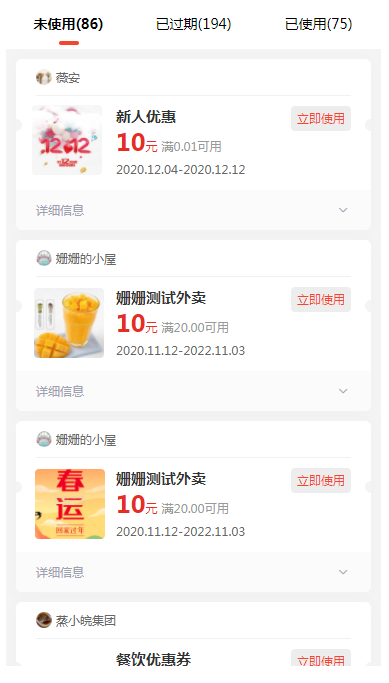 未使用(86) 已过期(194) 已使用(75)
薇安
12.12
新人优惠
立即使用
10元 满0.01可用
2020.12.04-2020.12.12
详细信息
姗姗的小屋
姗姗测试外卖
立即使用
10元 满20.00可用
2020.11.12-2022.11.03
详细信息
姗姗的小屋
春运
回家过年
姗姗测试外卖
立即使用
10元 满20.00可用
2020.11.12-2022.11.03
详细信息
蒸小皖集团
餐饮优惠券
立即使用